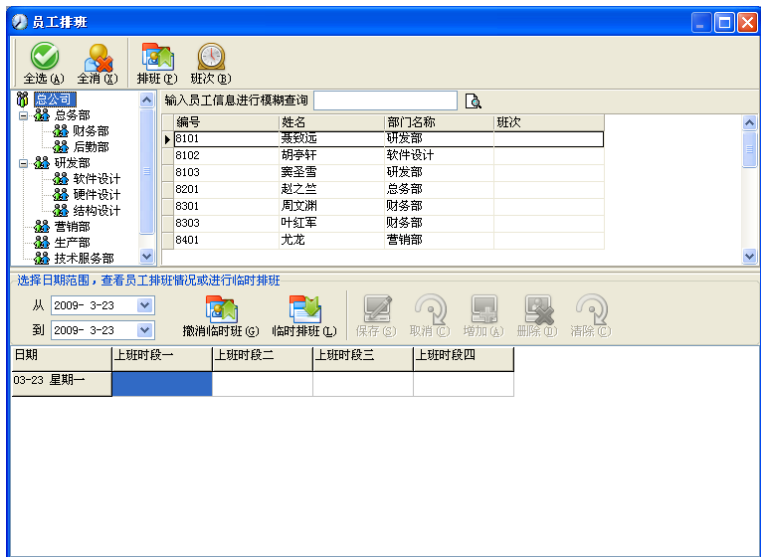 员工排班
全选(A) 全消(X) 排班(P) 班次(B)
总公司
总务部
财务部
后勤部
研发部
软件设计
硬件设计
结构设计
营销部
生产部
技术服务部
输入员工信息进行模糊查询
编号 姓名 部门名称 班次
8101 聂致远 研发部
8102 胡亭轩 软件设计
8103 窦圣雪 研发部
8201 赵之兰 总务部
8301 周文渊 财务部
8303 叶红军 财务部
8401 尤龙 营销部
选择日期范围，查看员工排班情况或进行临时排班
从 2009- 3-23
到 2009- 3-23
撤消临时班(G) 临时排班(L) 保存(S) 取消(C) 增加(A) 删除(D) 清除(C)
日期 上班时段一 上班时段二 上班时段三 上班时段四
03-23 星期一